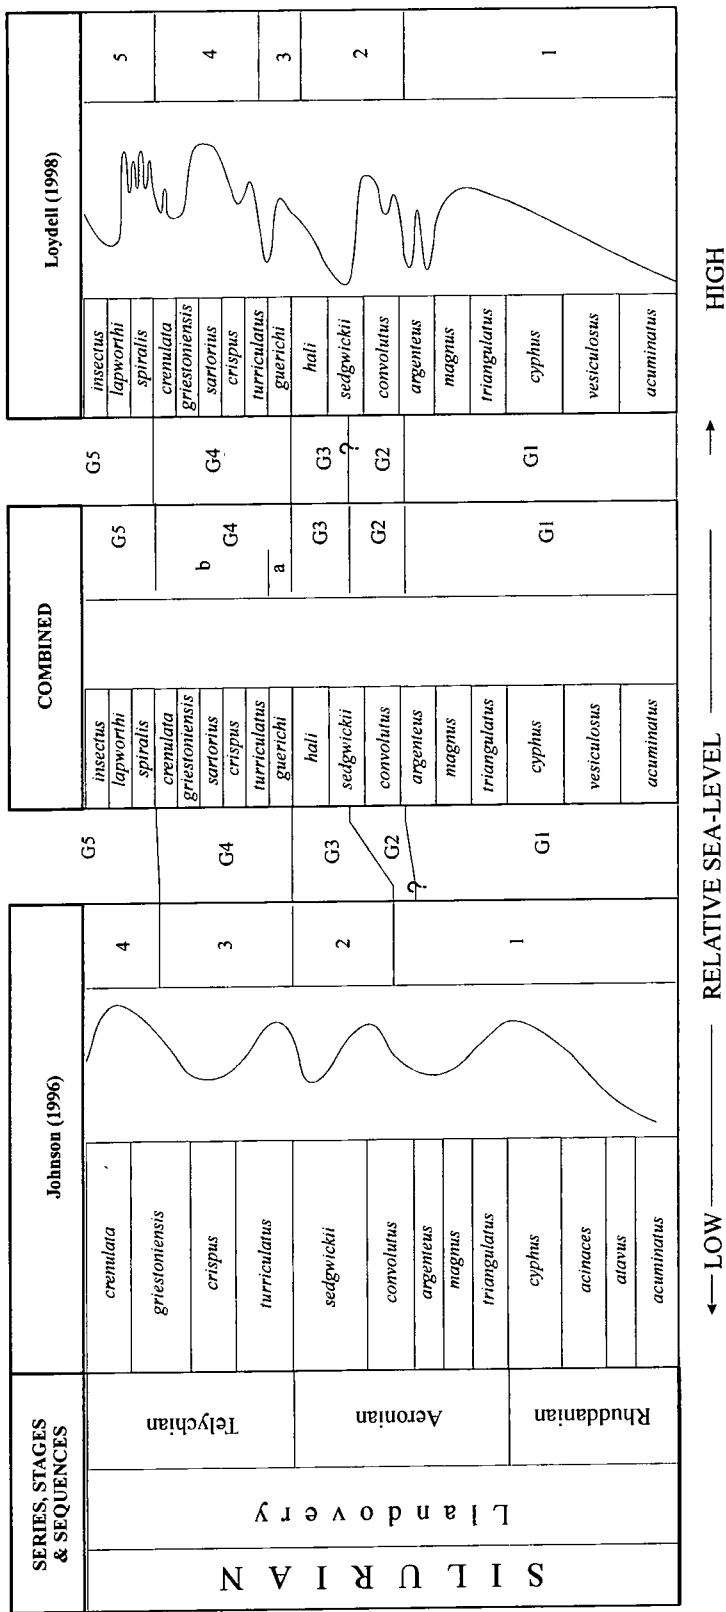 SERIES, STAGES
& SEQUENCES
Johnson (1996)
COMBINED
Loydell (1998)
SILURIAN
Llandovery
Telychian
Aeronian
Rhuddanian
crenulata
griestoniensis
crispus
turriculatus
sedgwickii
convolutus
argenteus
magnus
triangulatus
cyphus
acinaces
atavus
acuminatus
4
3
2
1
G5
G4
G3
G2
?
G1
insectus
lapworthi
spiralis
crenulata
griestoniensis
sartorius
crispus
turriculatus
guerichi
hali
sedgwickii
convolutus
argenteus
magnus
triangulatus
cyphus
vesiculosus
acuminatus
G5
b
G4
a
G3
G2
G1
G5
G4
G3
?
G2
G1
insectus
lapworthi
spiralis
crenulata
griestoniensis
sartorius
crispus
turriculatus
guerichi
hali
sedgwickii
convolutus
argenteus
magnus
triangulatus
cyphus
vesiculosus
acuminatus
5
4
3
2
1
LOW RELATIVE SEA-LEVEL HIGH